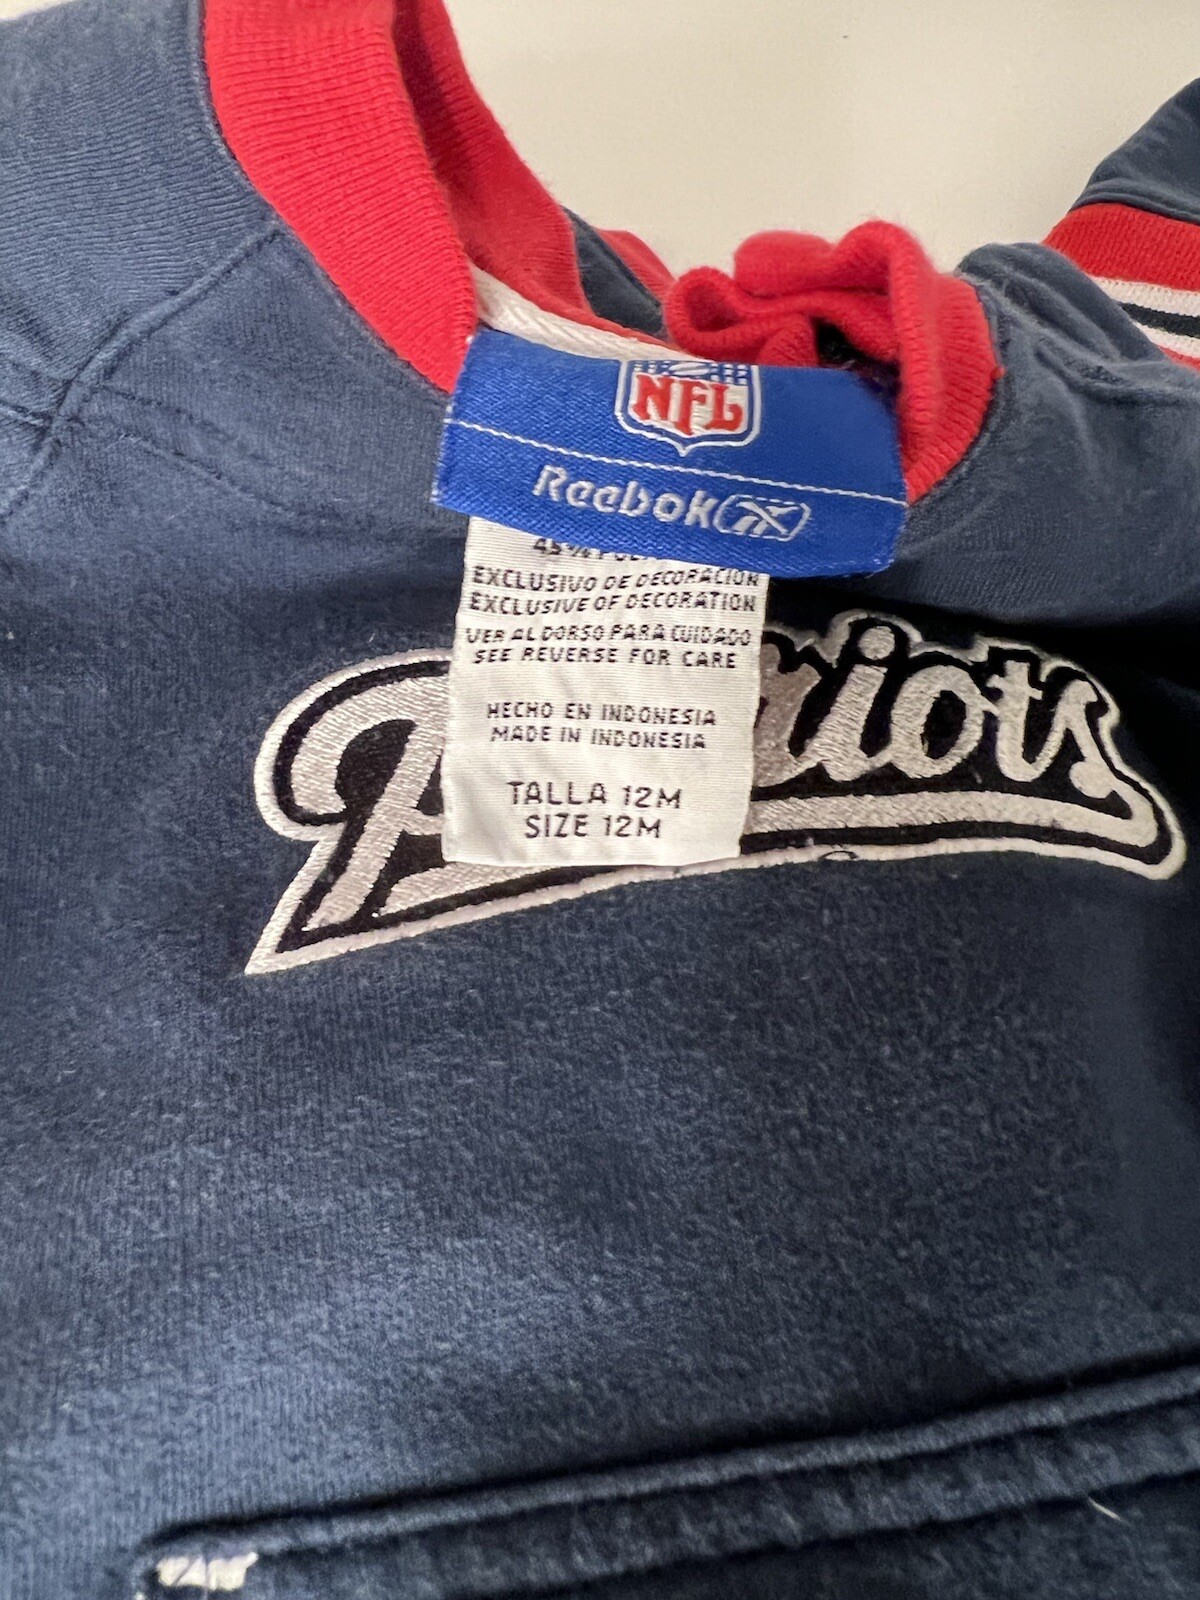 NFL
Reebok
45%
EXCLUSIVO DE DECORACION
EXCLUSIVE OF DECORATION
VER AL DORSO PARA CUIDADO
SEE REVERSE FOR CARE
HECHO EN INDONESIA
MADE IN INDONESIA
TALLA 12M
SIZE 12M